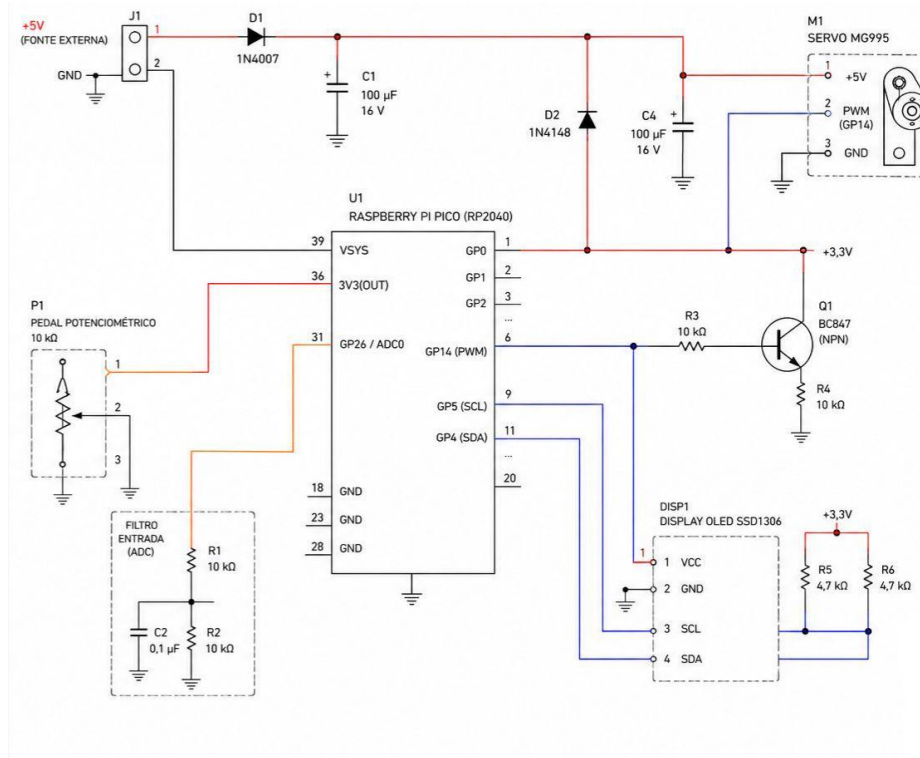 +5V
(FONTE EXTERNA)
J1
1
2
GND
D1
1N4007
+
C1
100 µF
16 V
D2
1N4148
+
C4
100 µF
16 V
M1
SERVO MG995
1
+5V
2
PWM
(GP14)
3
GND
U1
RASPBERRY PI PICO (RP2040)
39
VSYS
36
3V3(OUT)
31
GP26 / ADC0
18
GND
23
GND
28
GND
GP0
1
GP1
2
GP2
3
...
GP14 (PWM)
6
GP5 (SCL)
9
GP4 (SDA)
11
...
20
+3,3V
Q1
BC847
(NPN)
R3
10 kΩ
R4
10 kΩ
P1
PEDAL POTENCIOMÉTRICO
10 kΩ
1
2
3
FILTRO
ENTRADA
(ADC)
R1
10 kΩ
C2
0,1 µF
R2
10 kΩ
DISP1
DISPLAY OLED SSD1306
1
1 VCC
2 GND
3 SCL
4 SDA
+3,3V
R5
4,7 kΩ
R6
4,7 kΩ